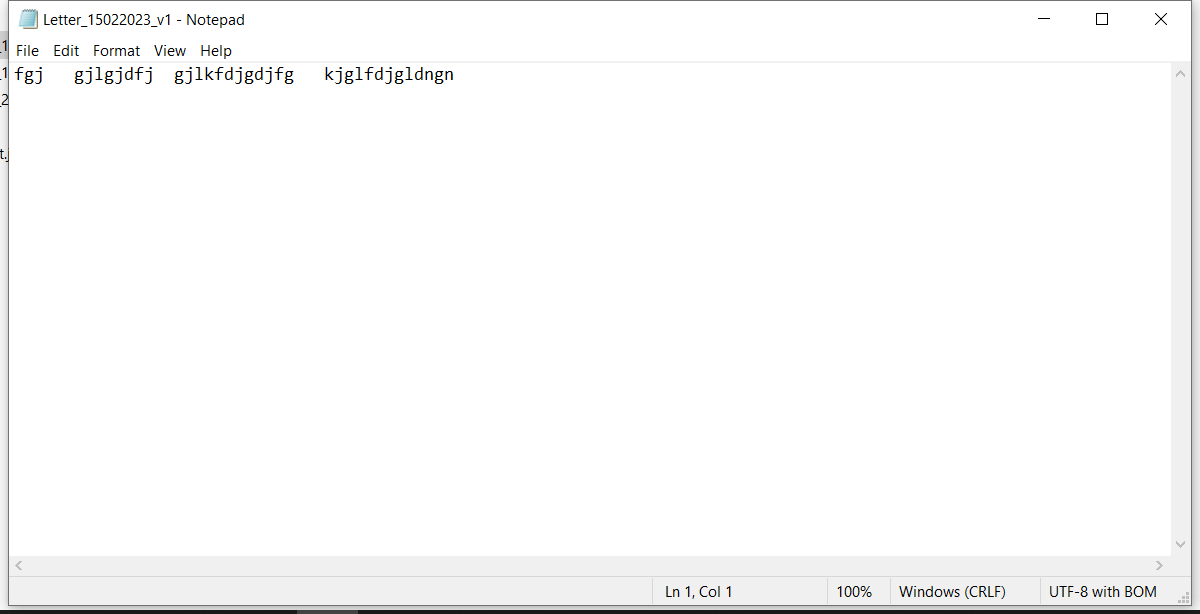 Letter_15022023_v1 - Notepad
File Edit Format View Help
fgj   gjlgjdfj  gjlkfdjgdjfg   kjglfdjgldngn
Ln 1, Col 1 100% Windows (CRLF) UTF-8 with BOM